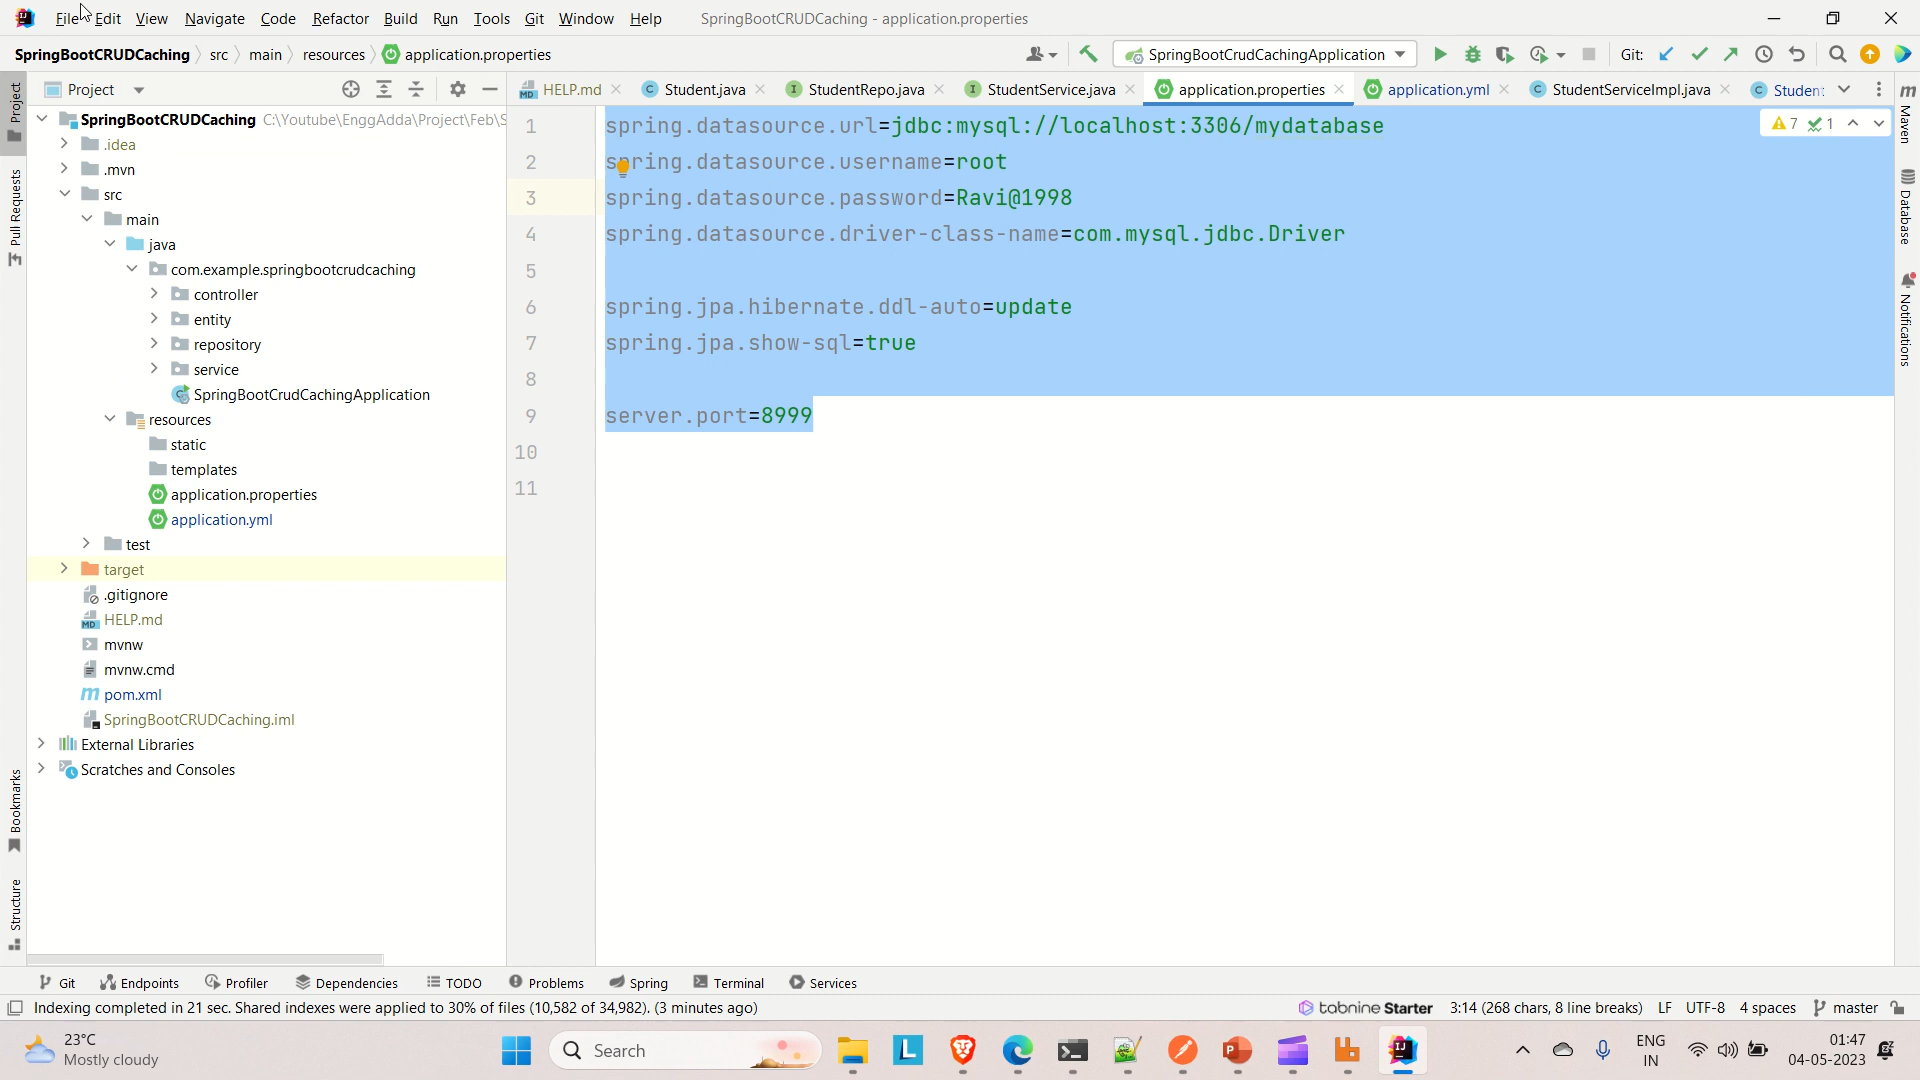 File Edit View Navigate Code Refactor Build Run Tools Git Window Help SpringBootCRUDCaching - application.properties
SpringBootCRUDCaching src main resources application.properties SpringBootCrudCachingApplication Git:
Project
HELP.md Student.java StudentRepo.java StudentService.java application.properties application.yml StudentServiceImpl.java Student
SpringBootCRUDCaching C:\Youtube\EnggAdda\Project\Feb\S
.idea
.mvn
src
main
java
com.example.springbootcrudcaching
controller
entity
repository
service
SpringBootCrudCachingApplication
resources
static
templates
application.properties
application.yml
test
target
.gitignore
HELP.md
mvnw
mvnw.cmd
pom.xml
SpringBootCRUDCaching.iml
External Libraries
Scratches and Consoles
1 spring.datasource.url=jdbc:mysql://localhost:3306/mydatabase
2 spring.datasource.username=root
3 spring.datasource.password=Ravi@1998
4 spring.datasource.driver-class-name=com.mysql.jdbc.Driver
5
6 spring.jpa.hibernate.ddl-auto=update
7 spring.jpa.show-sql=true
8
9 server.port=8999
10
11
7 1
Project
Pull Requests
Bookmarks
Structure
m
Maven
Database
Notifications
Git Endpoints Profiler Dependencies TODO Problems Spring Terminal Services
Indexing completed in 21 sec. Shared indexes were applied to 30% of files (10,582 of 34,982). (3 minutes ago) tabnine Starter 3:14 (268 chars, 8 line breaks) LF UTF-8 4 spaces master
23°C
Mostly cloudy
Search
ENG
IN
01:47
04-05-2023